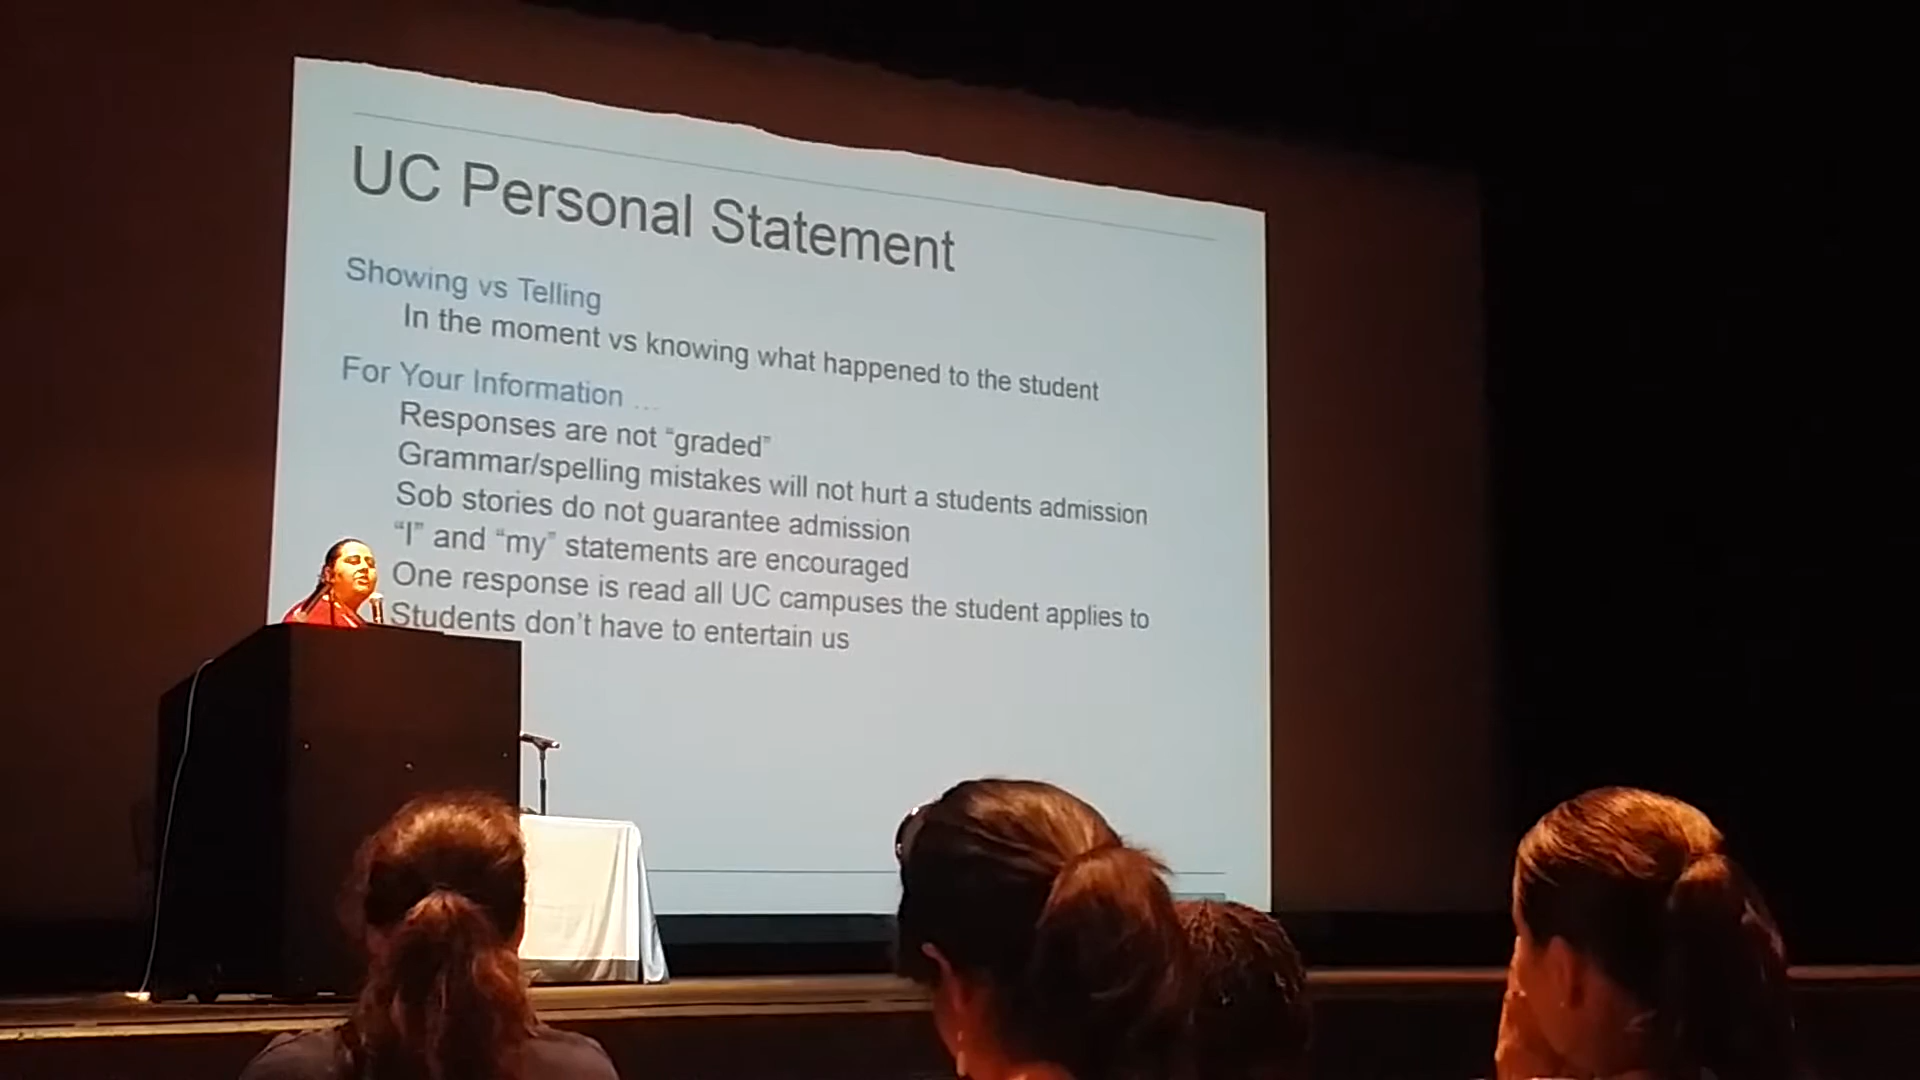 UC Personal Statement
Showing vs Telling
In the moment vs knowing what happened to the student
For Your Information ...
Responses are not “graded”
Grammar/spelling mistakes will not hurt a students admission
Sob stories do not guarantee admission
“I” and “my” statements are encouraged
One response is read all UC campuses the student applies to
Students don’t have to entertain us